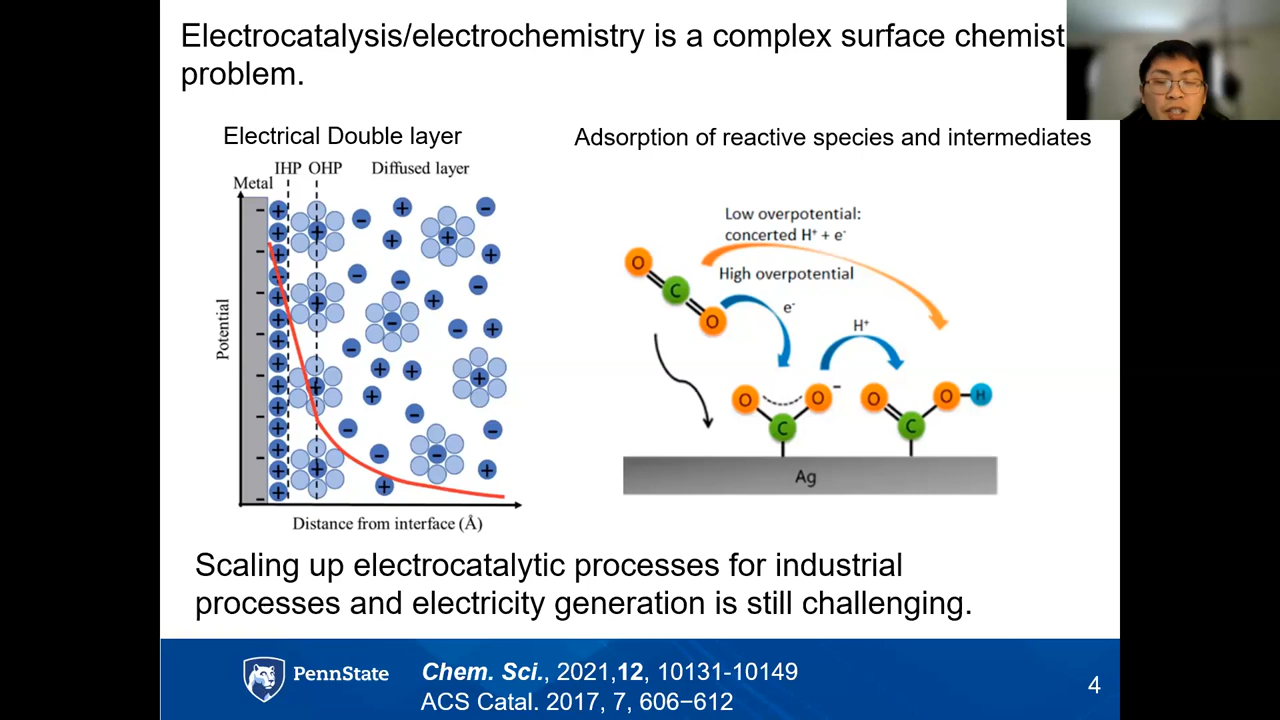 Electrocatalysis/electrochemistry is a complex surface chemist
problem.
Electrical Double layer
Adsorption of reactive species and intermediates
IHP OHP Diffused layer
Metal
Potential
Distance from interface (Å)
Low overpotential:
concerted H⁺ + e⁻
High overpotential
e⁻
H⁺
O
C
O
O
O
-
O
O
H
C
C
Ag
Scaling up electrocatalytic processes for industrial
processes and electricity generation is still challenging.
PennState
Chem. Sci., 2021,12, 10131-10149
ACS Catal. 2017, 7, 606−612
4